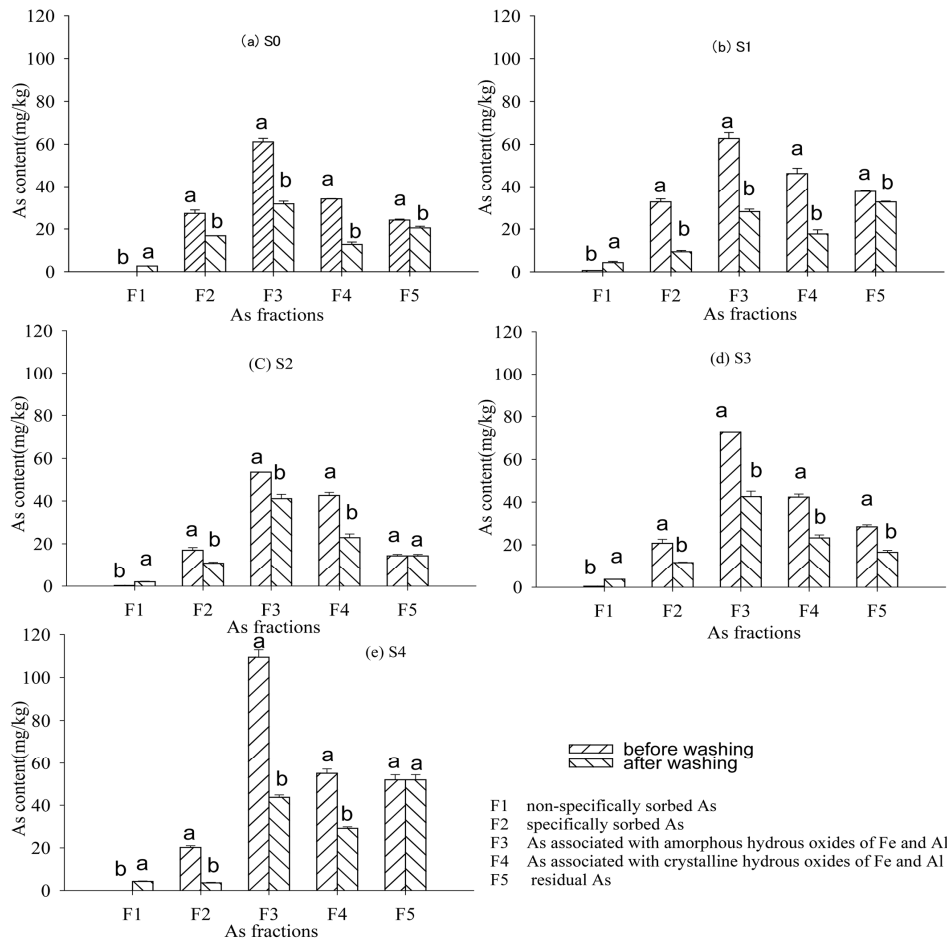 (a) S0
As content(mg/kg)
120
100
80
60
40
20
0
b a
a b
a b
a b
a b
F1 F2 F3 F4 F5
As fractions
(b) S1
As content(mg/kg)
120
100
80
60
40
20
0
b a
a b
a b
a b
a b
F1 F2 F3 F4 F5
As fractions
(C) S2
As content(mg/kg)
120
100
80
60
40
20
0
b a
a b
a b
a b
a a
F1 F2 F3 F4 F5
As fractions
(d) S3
As content(mg/kg)
120
100
80
60
40
20
0
b a
a b
a b
a b
a b
F1 F2 F3 F4 F5
As fractions
(e) S4
As content(mg/kg)
120
100
80
60
40
20
0
b a
a b
a b
a b
a a
F1 F2 F3 F4 F5
As fractions
before washing
after washing
F1 non-specifically sorbed As
F2 specifically sorbed As
F3 As associated with amorphous hydrous oxides of Fe and Al
F4 As associated with crystalline hydrous oxides of Fe and Al
F5 residual As